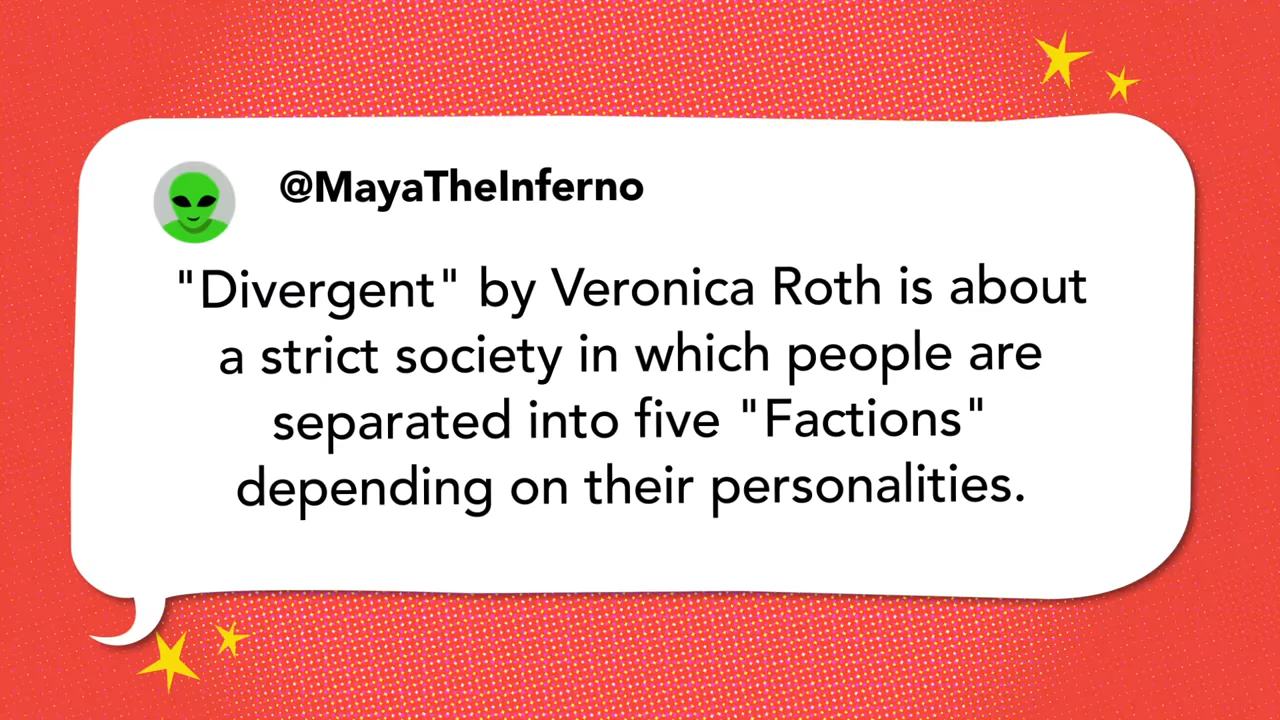 @MayaTheInferno
"Divergent" by Veronica Roth is about
a strict society in which people are
separated into five "Factions"
depending on their personalities.